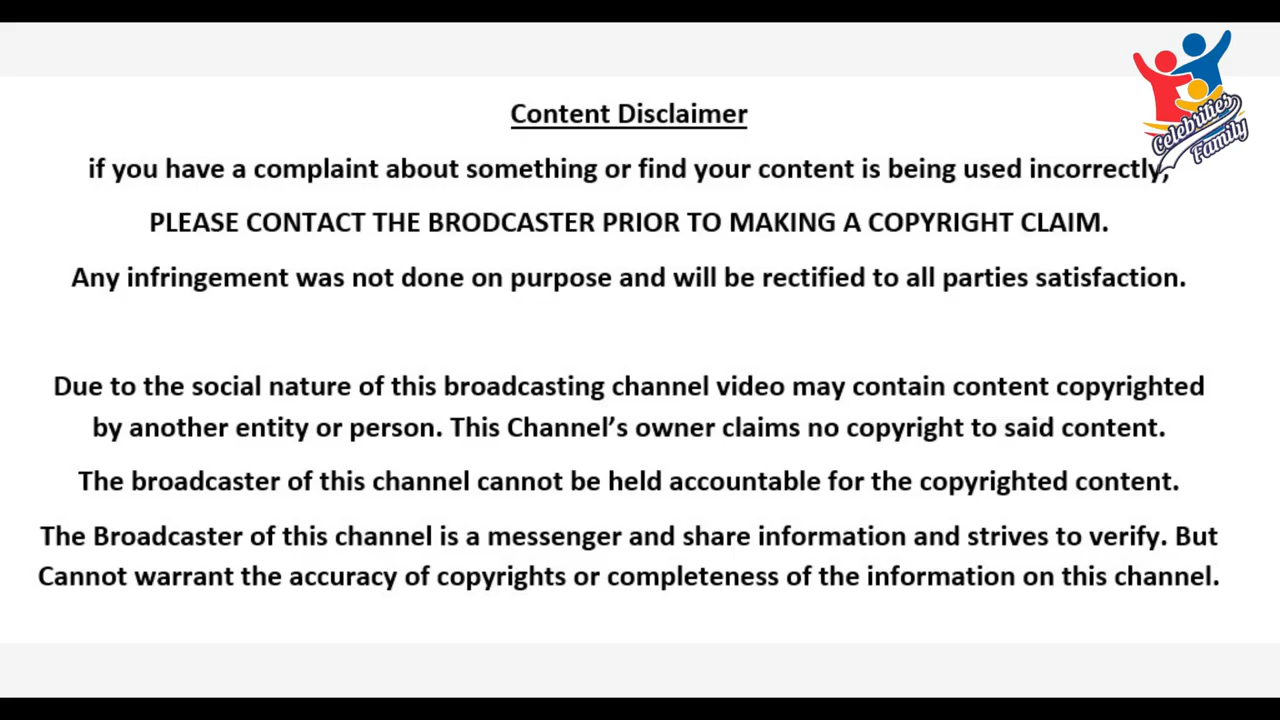 Content Disclaimer
if you have a complaint about something or find your content is being used incorrectly,
PLEASE CONTACT THE BRODCASTER PRIOR TO MAKING A COPYRIGHT CLAIM.
Any infringement was not done on purpose and will be rectified to all parties satisfaction.
Due to the social nature of this broadcasting channel video may contain content copyrighted
by another entity or person. This Channel's owner claims no copyright to said content.
The broadcaster of this channel cannot be held accountable for the copyrighted content.
The Broadcaster of this channel is a messenger and share information and strives to verify. But
Cannot warrant the accuracy of copyrights or completeness of the information on this channel.
Celebrities
Family